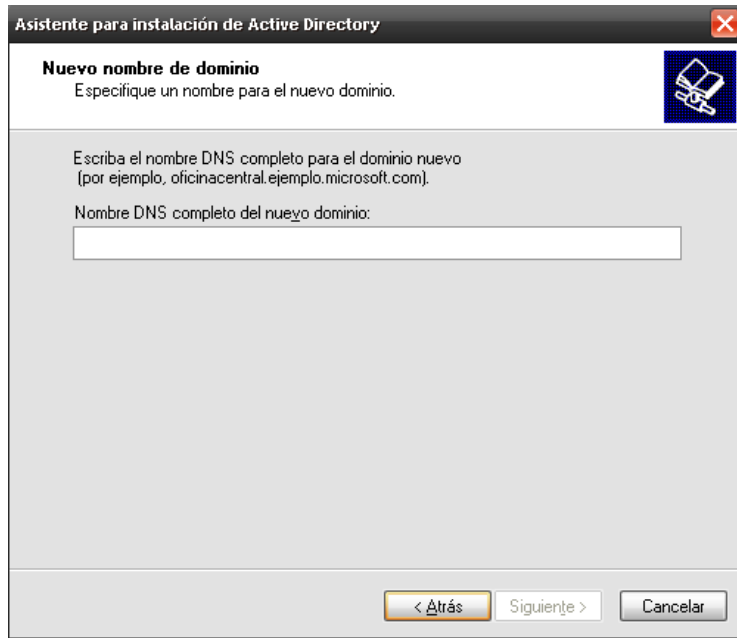 Asistente para instalación de Active Directory
Nuevo nombre de dominio
Especifique un nombre para el nuevo dominio.
Escriba el nombre DNS completo para el dominio nuevo
(por ejemplo, oficinacentral.ejemplo.microsoft.com).
Nombre DNS completo del nuevo dominio:
< Atrás Siguiente > Cancelar